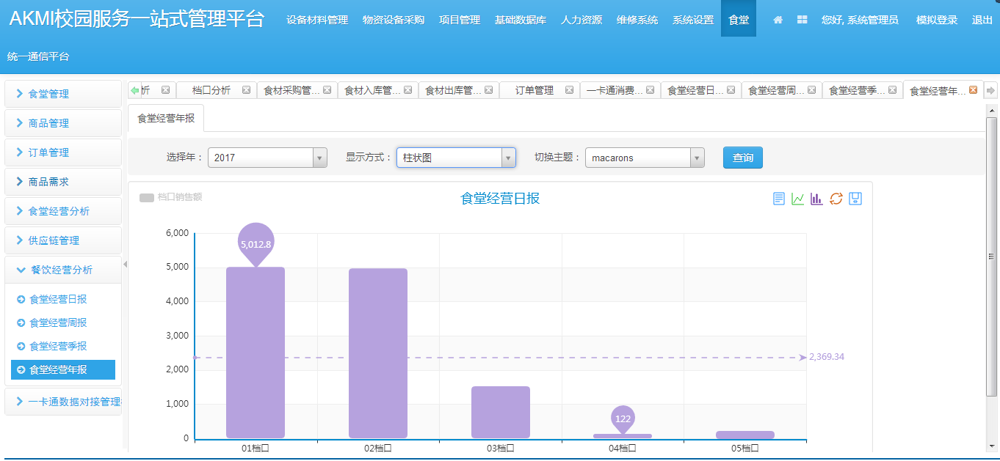 AKMI校园服务一站式管理平台 设备材料管理 物资设备采购 项目管理 基础数据库 人力资源 维修系统 系统设置 食堂 您好, 系统管理员 模拟登录 退出
统一通信平台
析 档口分析 食材采购管... 食材入库管... 食材出库管... 订单管理 一卡通消费... 食堂经营日... 食堂经营周... 食堂经营季... 食堂经营年...
食堂管理
商品管理
订单管理
商品需求
食堂经营分析
供应链管理
餐饮经营分析
食堂经营日报
食堂经营周报
食堂经营季报
食堂经营年报
一卡通数据对接管理
食堂经营年报
选择年： 2017 显示方式： 柱状图 切换主题： macarons 查询
档口销售额 食堂经营日报
6,000
5,012.8
5,000
4,000
3,000
2,369.34
2,000
1,000
122
0
01档口 02档口 03档口 04档口 05档口